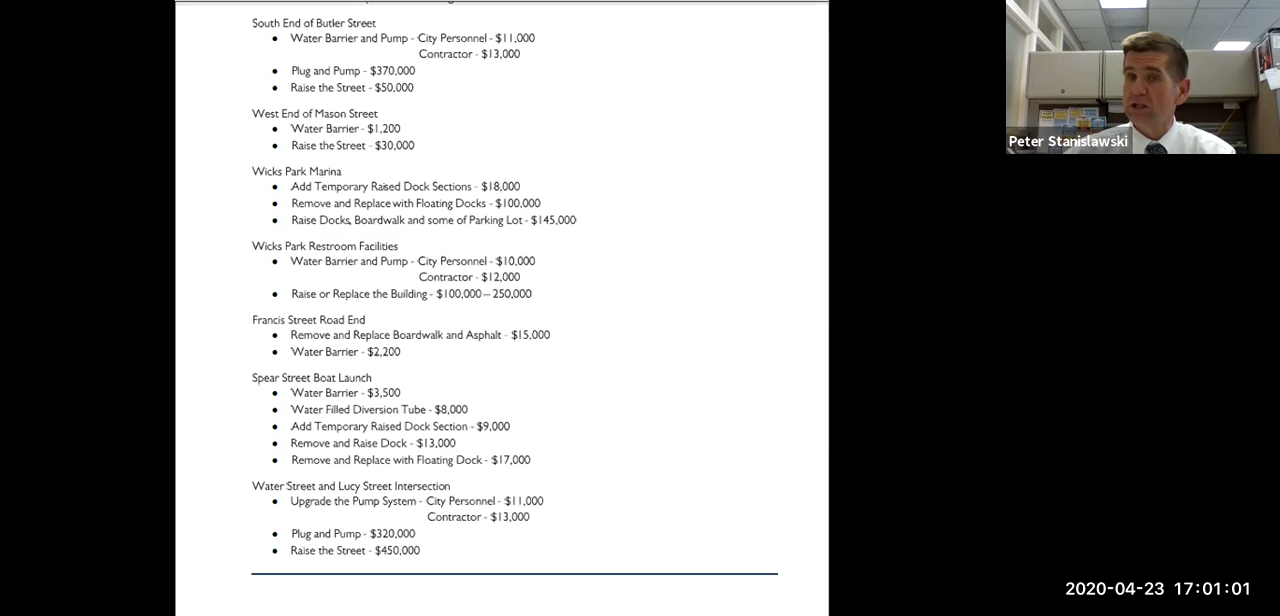 South End of Butler Street
• Water Barrier and Pump - City Personnel - $11,000
Contractor - $13,000
• Plug and Pump - $370,000
• Raise the Street - $50,000
West End of Mason Street
• Water Barrier - $1,200
• Raise the Street - $30,000
Wicks Park Marina
• Add Temporary Raised Dock Sections - $18,000
• Remove and Replace with Floating Docks - $100,000
• Raise Docks, Boardwalk and some of Parking Lot - $145,000
Wicks Park Restroom Facilities
• Water Barrier and Pump - City Personnel - $10,000
Contractor - $12,000
• Raise or Replace the Building - $100,000 – 250,000
Francis Street Road End
• Remove and Replace Boardwalk and Asphalt - $15,000
• Water Barrier - $2,200
Spear Street Boat Launch
• Water Barrier - $3,500
• Water Filled Diversion Tube - $8,000
• Add Temporary Raised Dock Section - $9,000
• Remove and Raise Dock - $13,000
• Remove and Replace with Floating Dock - $17,000
Water Street and Lucy Street Intersection
• Upgrade the Pump System - City Personnel - $11,000
Contractor - $13,000
• Plug and Pump - $320,000
• Raise the Street - $450,000
Peter Stanislawski
2020-04-23 17:01:01